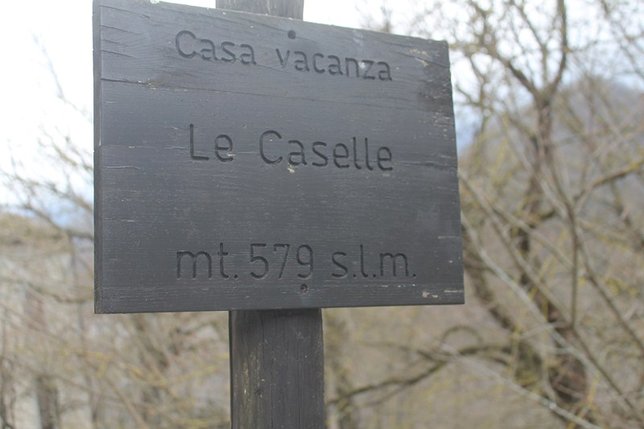 Casa vacanza
Le Caselle
mt. 579 s.l.m.